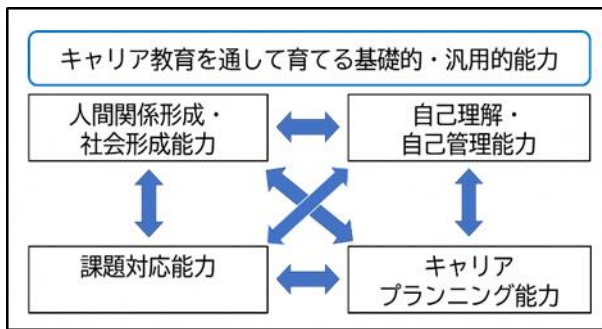 キャリア教育を通して育てる基礎的・汎用的能力
人間関係形成・
社会形成能力
自己理解・
自己管理能力
課題対応能力
キャリア
プランニング能力